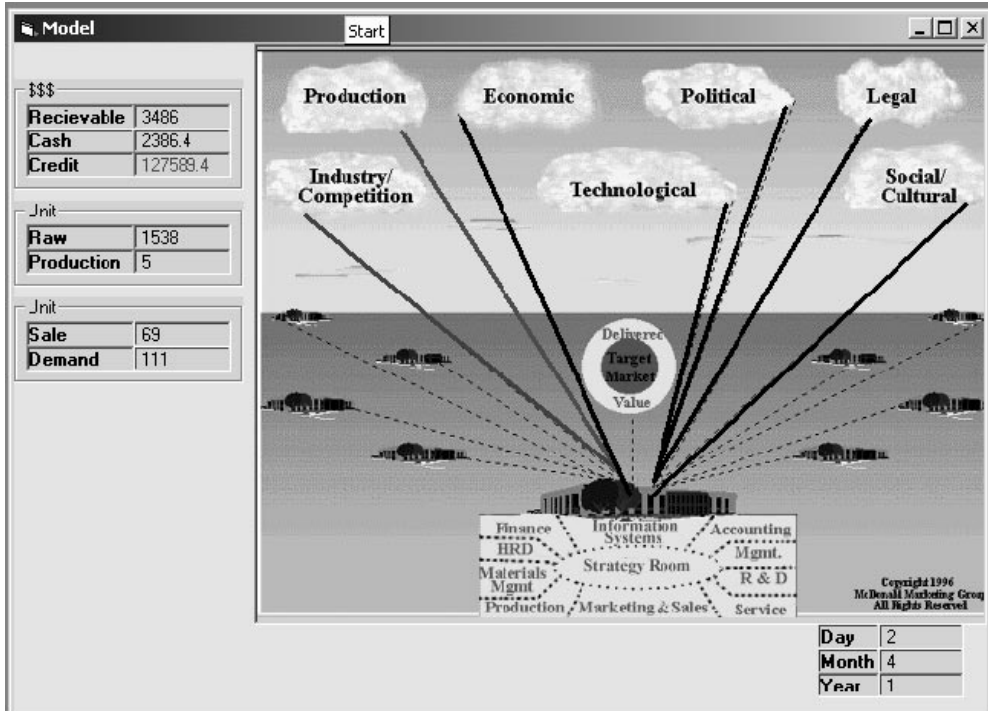 Model
Start
$$$
Recievable 3486
Cash 2386.4
Credit 127589.4
Jnit
Raw 1538
Production 5
Jnit
Sale 69
Demand 111
Production Economic Political Legal
Industry/
Competition
Technological
Social/
Cultural
Deliverec
Target
Market
Value
Finance
Information
Systems
Accounting
HRD
Mgmt.
Strategy Room
Materials
Mgmt
R & D
Production
Marketing & Sales
Service
Copyright 1996
McDonald Marketing Group
All Rights Reserved
Day 2
Month 4
Year 1